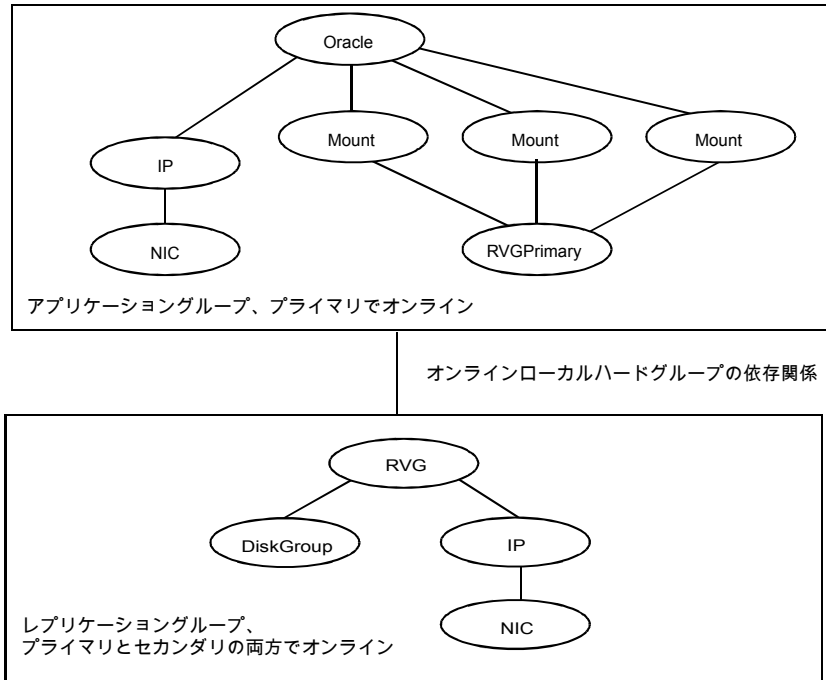 Oracle
Mount
Mount
Mount
IP
NIC
RVGPrimary
アプリケーショングループ、プライマリでオンライン
オンラインローカルハードグループの依存関係
RVG
DiskGroup
IP
NIC
レプリケーショングループ、
プライマリとセカンダリの両方でオンライン